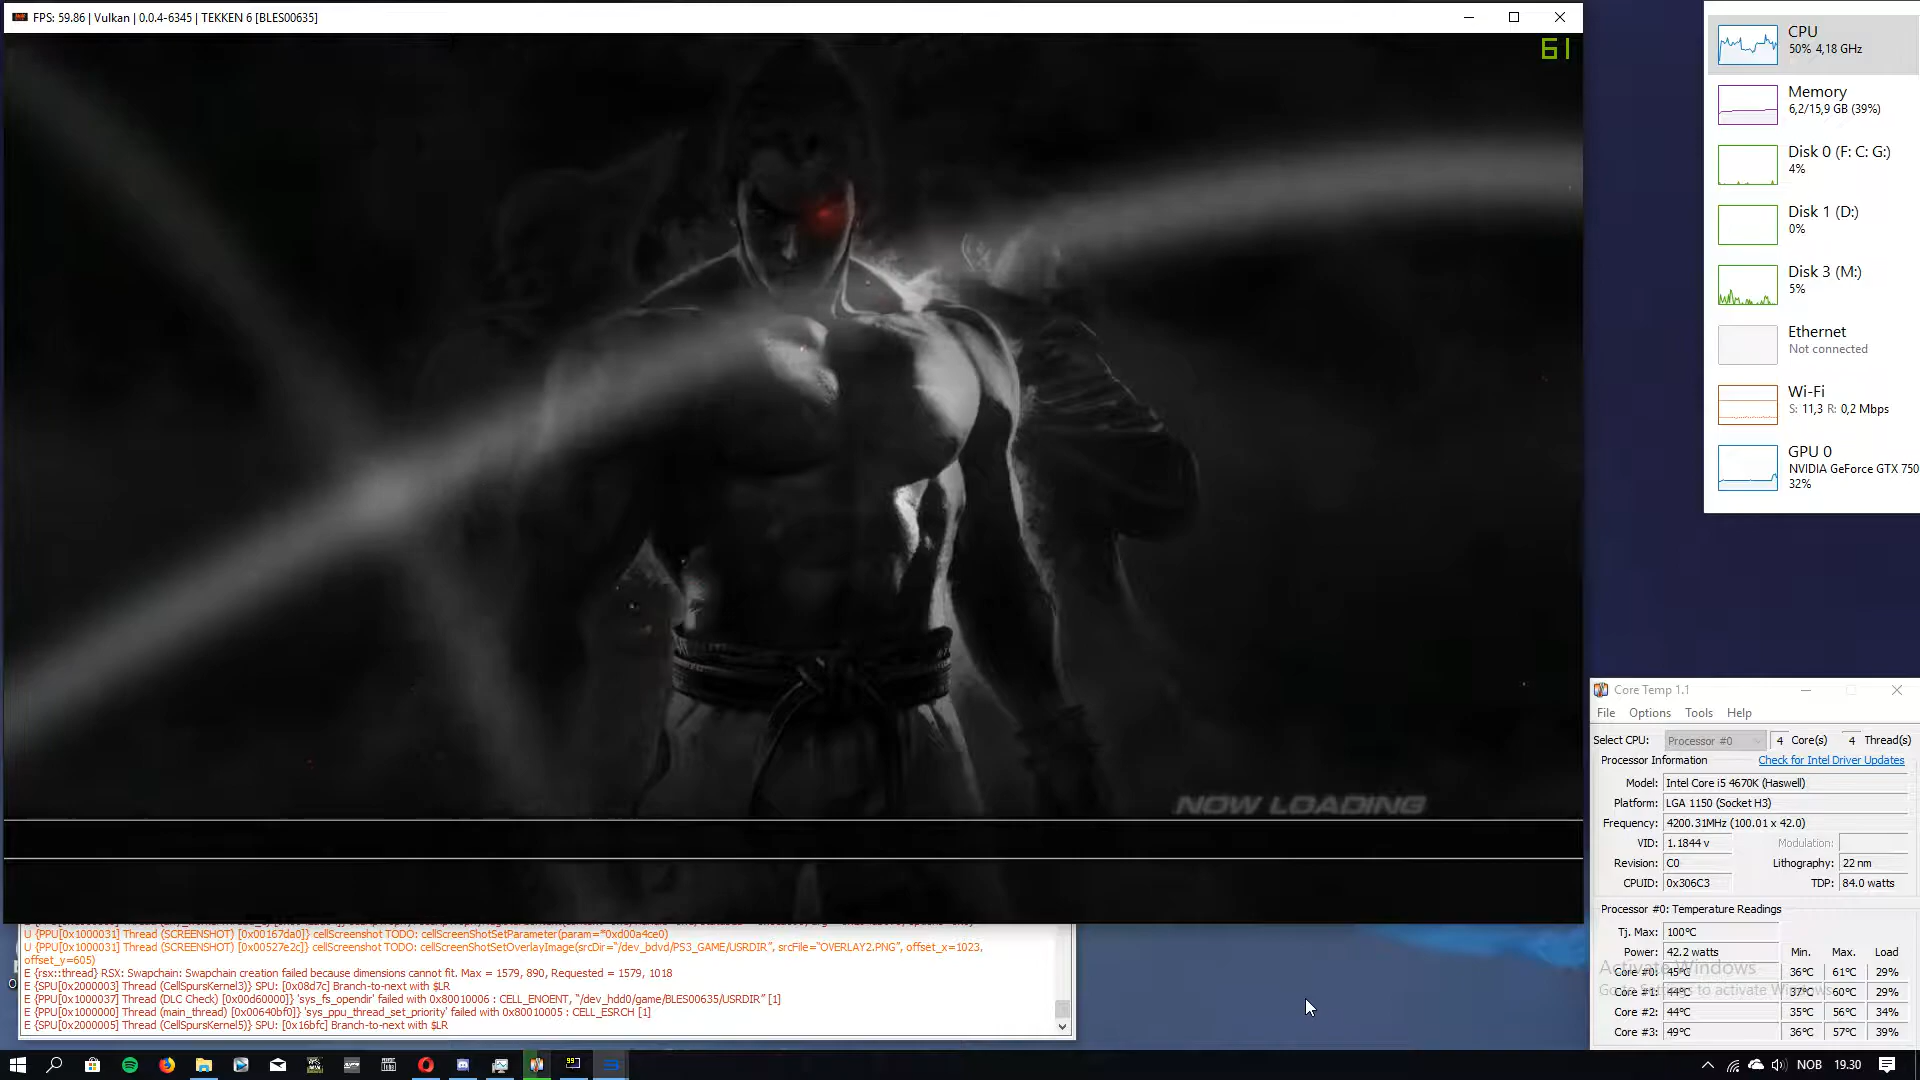 FPS: 59.86 | Vulkan | 0.0.4-6345 | TEKKEN 6 [BLES00635]
61
NOW LOADING
CPU
50% 4,18 GHz
Memory
6,2/15,9 GB (39%)
Disk 0 (F: C: G:)
4%
Disk 1 (D:)
0%
Disk 3 (M:)
5%
Ethernet
Not connected
Wi-Fi
S: 11,3 R: 0,2 Mbps
GPU 0
NVIDIA GeForce GTX 750
32%
Core Temp 1.1
File Options Tools Help
Select CPU: Processor #0 4 Core(s) 4 Thread(s)
Processor Information Check for Intel Driver Updates
Model: Intel Core i5 4670K (Haswell)
Platform: LGA 1150 (Socket H3)
Frequency: 4200.31MHz (100.01 x 42.0)
VID: 1.1844 v Modulation:
Revision: C0 Lithography: 22 nm
CPUID: 0x306C3 TDP: 84.0 watts
Processor #0: Temperature Readings
Tj. Max: 100°C
Power: 42.2 watts Min. Max. Load
Core #0: 45°C 36°C 61°C 29%
Core #1: 44°C 37°C 60°C 29%
Core #2: 44°C 35°C 56°C 34%
Core #3: 49°C 36°C 57°C 39%
Activate Windows
Go to Settings to activate Windows.
U {PPU[0x1000031] Thread (SCREENSHOT) [0x00167da0]} cellScreenshot TODO: cellScreenShotSetParameter(param=*0xd00a4ce0)
U {PPU[0x1000031] Thread (SCREENSHOT) [0x00527e2c]} cellScreenshot TODO: cellScreenShotSetOverlayImage(srcDir="/dev_bdvd/PS3_GAME/USRDIR", srcFile="OVERLAY2.PNG", offset_x=1023,
offset_y=605)
E {rsx::thread} RSX: Swapchain: Swapchain creation failed because dimensions cannot fit. Max = 1579, 890, Requested = 1579, 1018
E {SPU[0x2000003] Thread (CellSpursKernel3)} SPU: [0x08d7c] Branch-to-next with $LR
E {PPU[0x1000037] Thread (DLC Check) [0x00d60000]} 'sys_fs_opendir' failed with 0x80010006 : CELL_ENOENT, "/dev_hdd0/game/BLES00635/USRDIR" [1]
E {PPU[0x1000000] Thread (main_thread) [0x00640bf0]} 'sys_ppu_thread_set_priority' failed with 0x80010005 : CELL_ESRCH [1]
E {SPU[0x2000005] Thread (CellSpursKernel5)} SPU: [0x16bfc] Branch-to-next with $LR
NOB 19.30